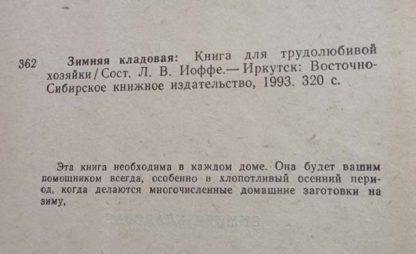 362 Зимняя кладовая: Книга для трудолюбивой
хозяйки/Сост. Л. В. Иоффе.— Иркутск: Восточно-
Сибирское книжное издательство, 1993. 320 с.
Эта книга необходима в каждом доме. Она будет вашим
помощником всегда, особенно в хлопотливый осенний пери-
од, когда делаются многочисленные домашние заготовки на
зиму.